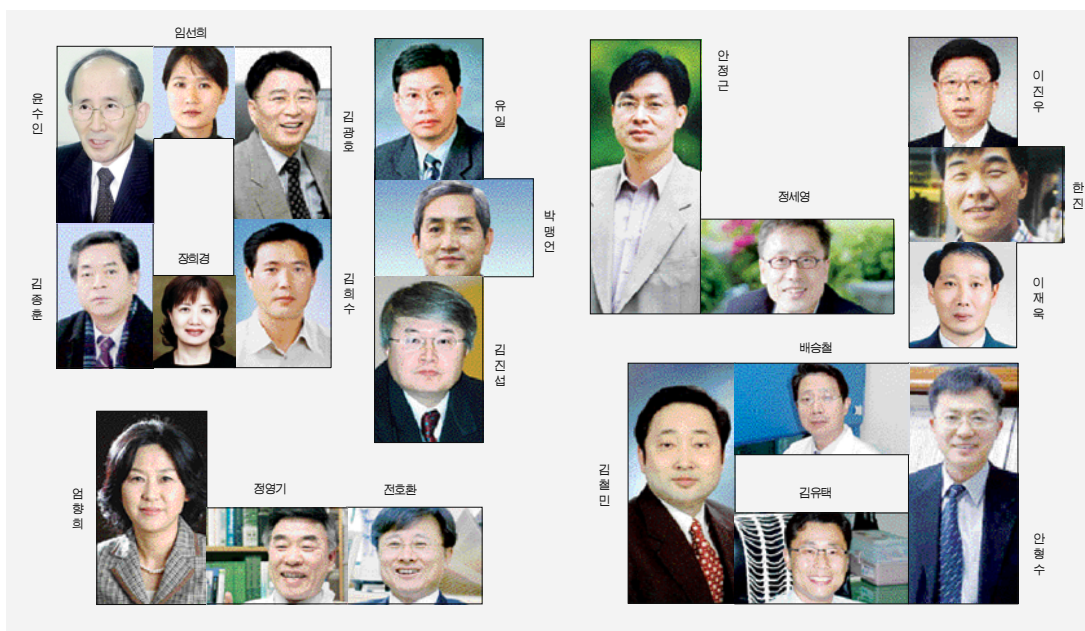 임선희
윤수인
김광호
김종훈
장희경
김희수
유일
박맹언
김진섭
안정근
정세영
이진우
한진
이재욱
엄향희
정영기
전호환
배승철
김철민
김유택
안형수